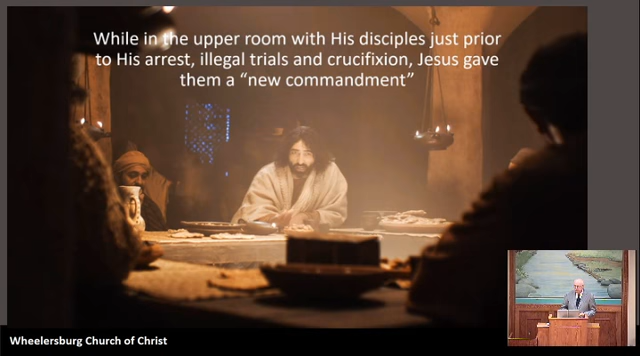 While in the upper room with His disciples just prior
to His arrest, illegal trials and crucifixion, Jesus gave
them a “new commandment”
Wheelersburg Church of Christ